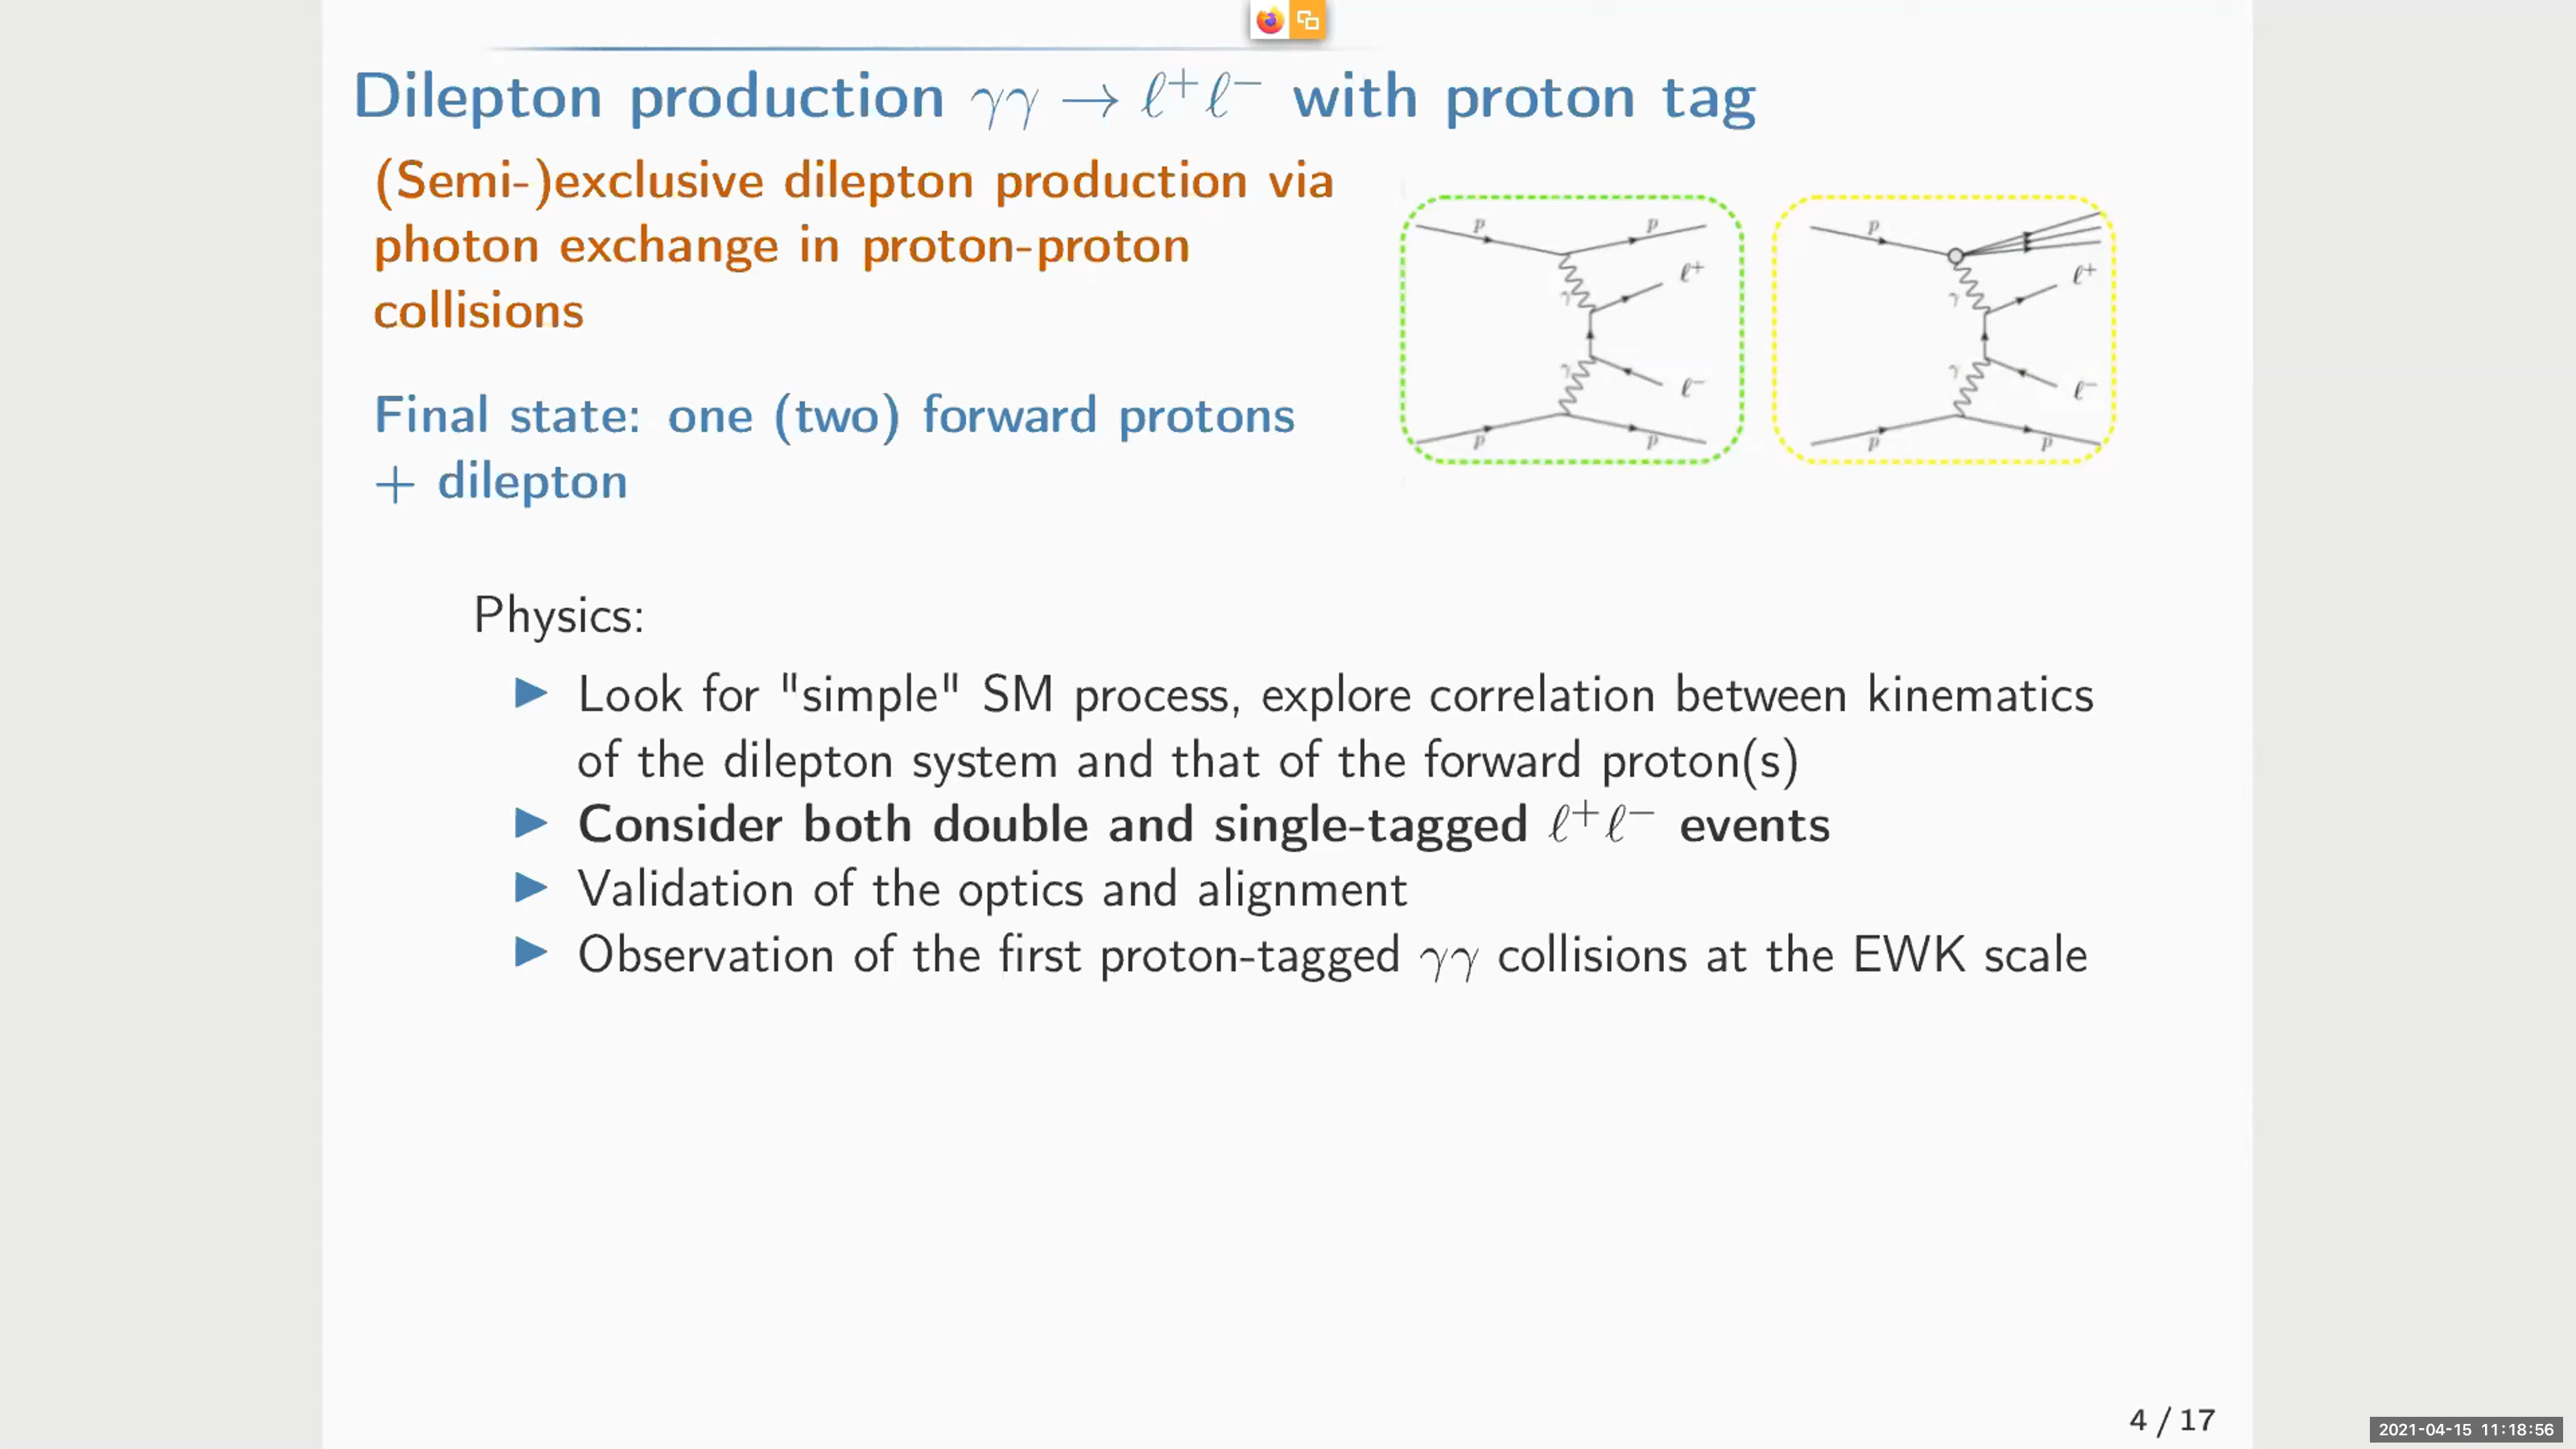 Dilepton production γγ → ℓ+ℓ− with proton tag
(Semi-)exclusive dilepton production via
photon exchange in proton-proton
collisions
Final state: one (two) forward protons
+ dilepton
p p ℓ+ γ γ ℓ− p p
p ℓ+ γ γ ℓ− p p
Physics:
▶ Look for "simple" SM process, explore correlation between kinematics
of the dilepton system and that of the forward proton(s)
▶ Consider both double and single-tagged ℓ+ℓ− events
▶ Validation of the optics and alignment
▶ Observation of the first proton-tagged γγ collisions at the EWK scale
4 / 17
2021-04-15 11:18:56